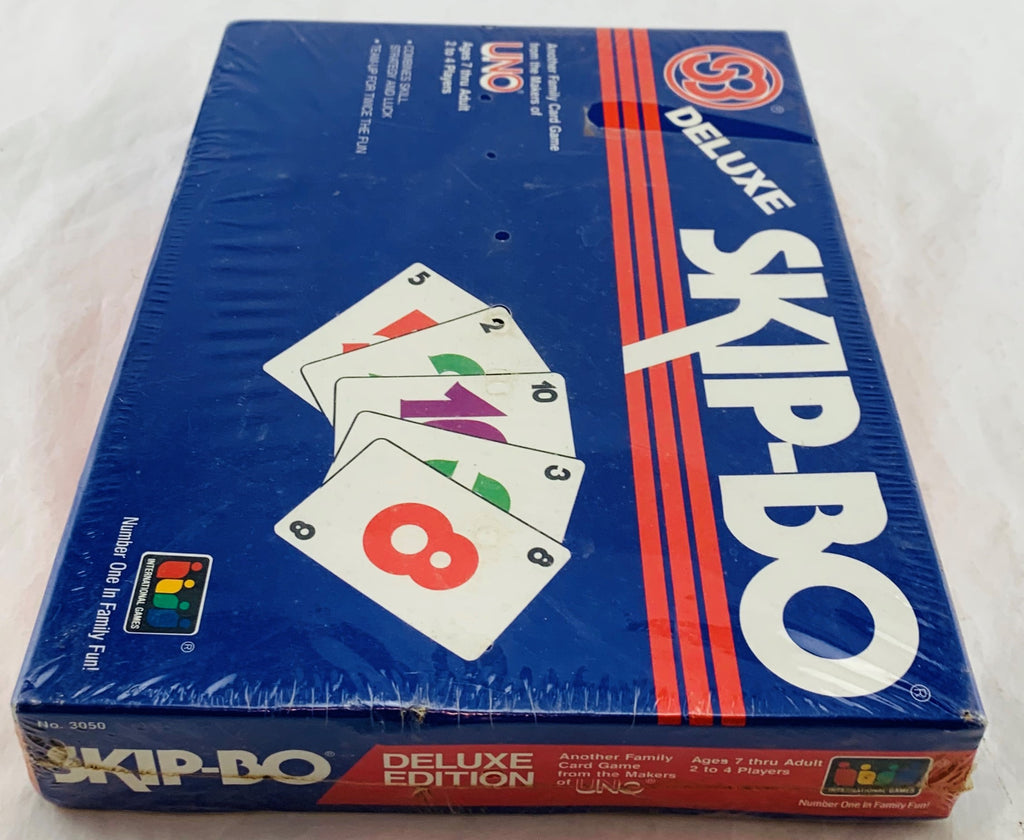 DELUXE
SKIP-BO®
Another Family Card Game
from the Makers of
UNO®
Ages 7 thru Adult
2 to 4 Players
• COMBINES SKILL
STRATEGY AND LUCK
• TEAM UP FOR TWICE THE FUN
5
2
10
10
3
8
8
8
INTERNATIONAL GAMES
®
Number One In Family Fun!
No. 3050
SKIP-BO®
DELUXE
EDITION
Another Family
Card Game
from the Makers
of UNO®
Ages 7 thru Adult
2 to 4 Players
INTERNATIONAL GAMES
Number One In Family Fun!